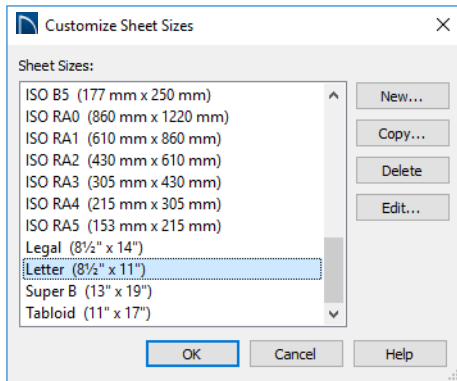 Customize Sheet Sizes
Sheet Sizes:
ISO B5 (177 mm x 250 mm)
ISO RA0 (860 mm x 1220 mm)
ISO RA1 (610 mm x 860 mm)
ISO RA2 (430 mm x 610 mm)
ISO RA3 (305 mm x 430 mm)
ISO RA4 (215 mm x 305 mm)
ISO RA5 (153 mm x 215 mm)
Legal (8½" x 14")
Letter (8½" x 11")
Super B (13" x 19")
Tabloid (11" x 17")
New...
Copy...
Delete
Edit...
OK
Cancel
Help